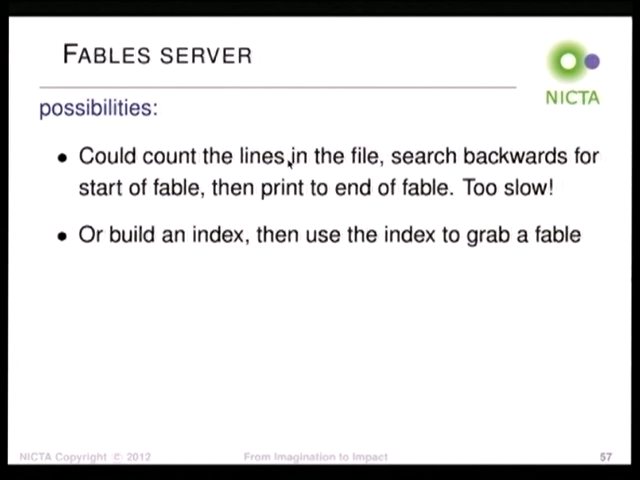 FABLES SERVER
NICTA
possibilities:
• Could count the lines in the file, search backwards for
start of fable, then print to end of fable. Too slow!
• Or build an index, then use the index to grab a fable
NICTA Copyright © 2012
From Imagination to Impact
57